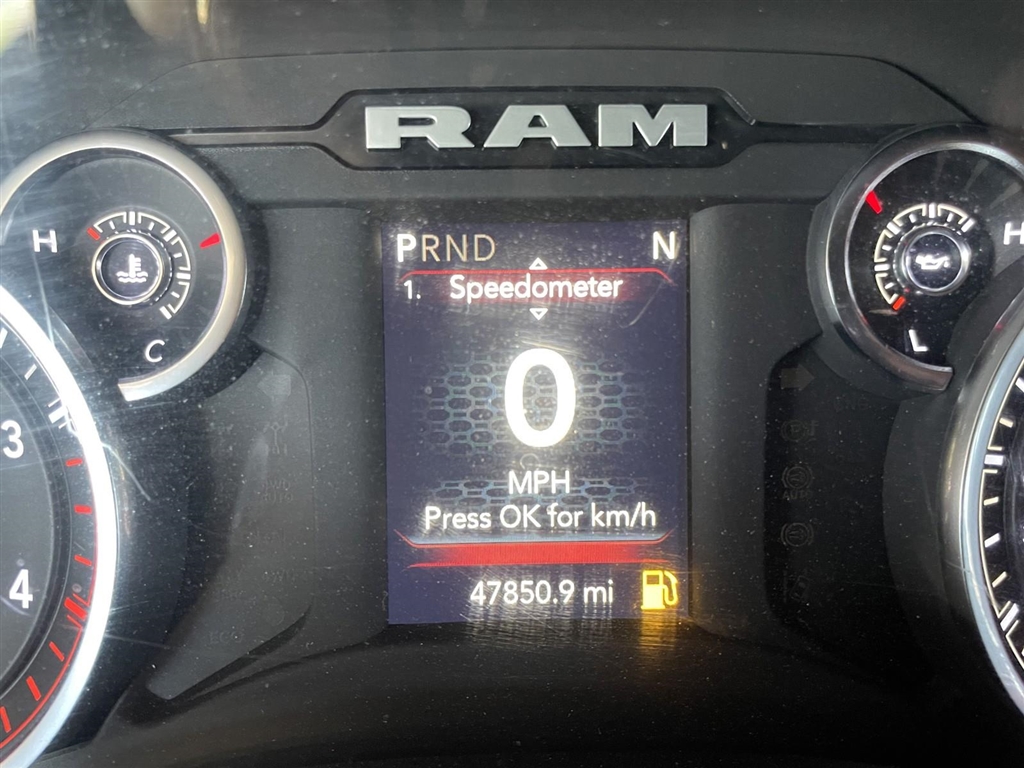 RAM
H
C
H
L
PRND N
1. Speedometer
0
MPH
Press OK for km/h
47850.9 mi
3
4